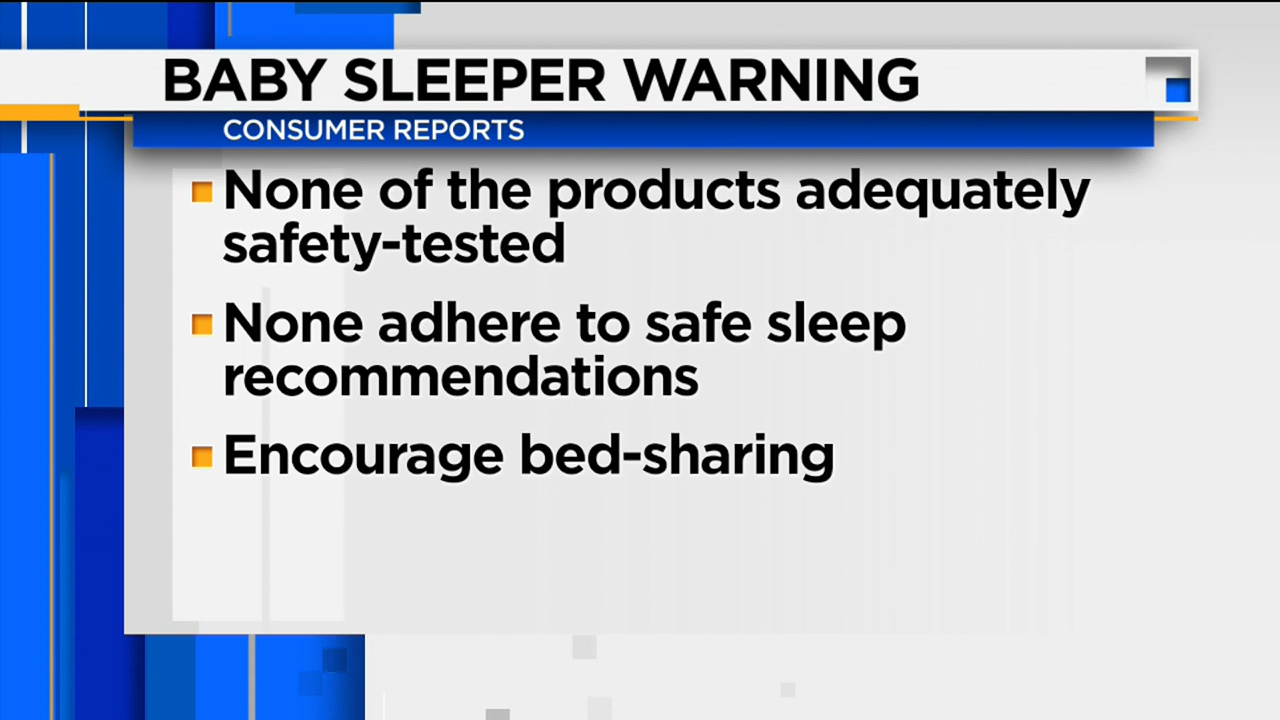 BABY SLEEPER WARNING
CONSUMER REPORTS
None of the products adequately
safety-tested
None adhere to safe sleep
recommendations
Encourage bed-sharing